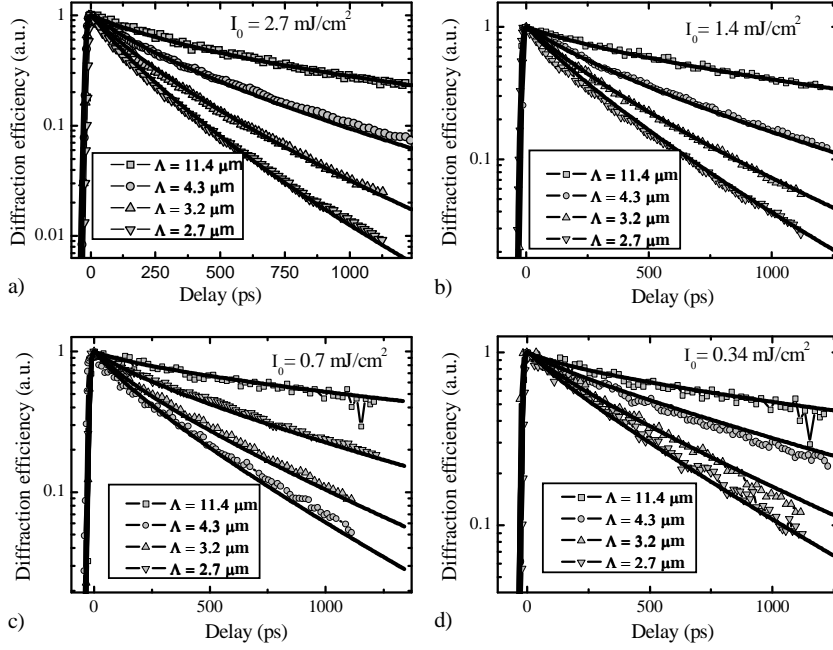 I₀ = 2.7 mJ/cm²
Diffraction efficiency (a.u.)
1
0.1
0.01
Λ = 11.4 μm
Λ = 4.3 μm
Λ = 3.2 μm
Λ = 2.7 μm
0 250 500 750 1000
Delay (ps)
a)
I₀ = 1.4 mJ/cm²
Diffraction efficiency (a.u.)
1
0.1
Λ = 11.4 μm
Λ = 4.3 μm
Λ = 3.2 μm
Λ = 2.7 μm
0 500 1000
Delay (ps)
b)
I₀ = 0.7 mJ/cm²
Diffraction efficiency (a.u.)
1
0.1
Λ = 11.4 μm
Λ = 4.3 μm
Λ = 3.2 μm
Λ = 2.7 μm
0 500 1000
Delay (ps)
c)
I₀ = 0.34 mJ/cm²
Diffraction efficiency (a.u.)
1
0.1
Λ = 11.4 μm
Λ = 4.3 μm
Λ = 3.2 μm
Λ = 2.7 μm
0 500 1000
Delay (ps)
d)